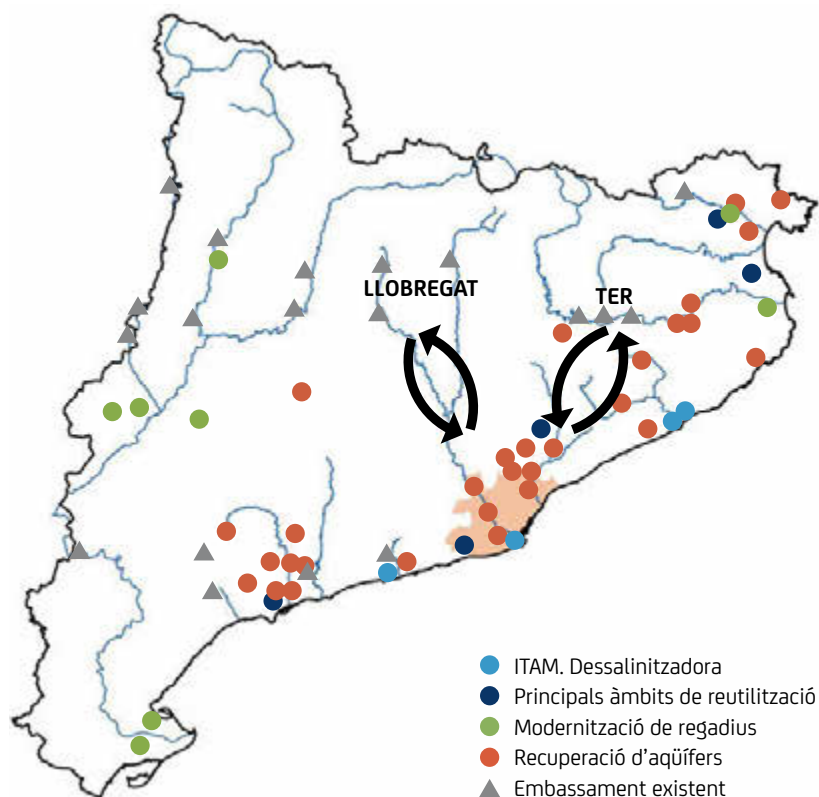 LLOBREGAT
TER
ITAM. Dessalinitzadora
Principals àmbits de reutilització
Modernització de regadius
Recuperació d'aqüífers
Embassament existent